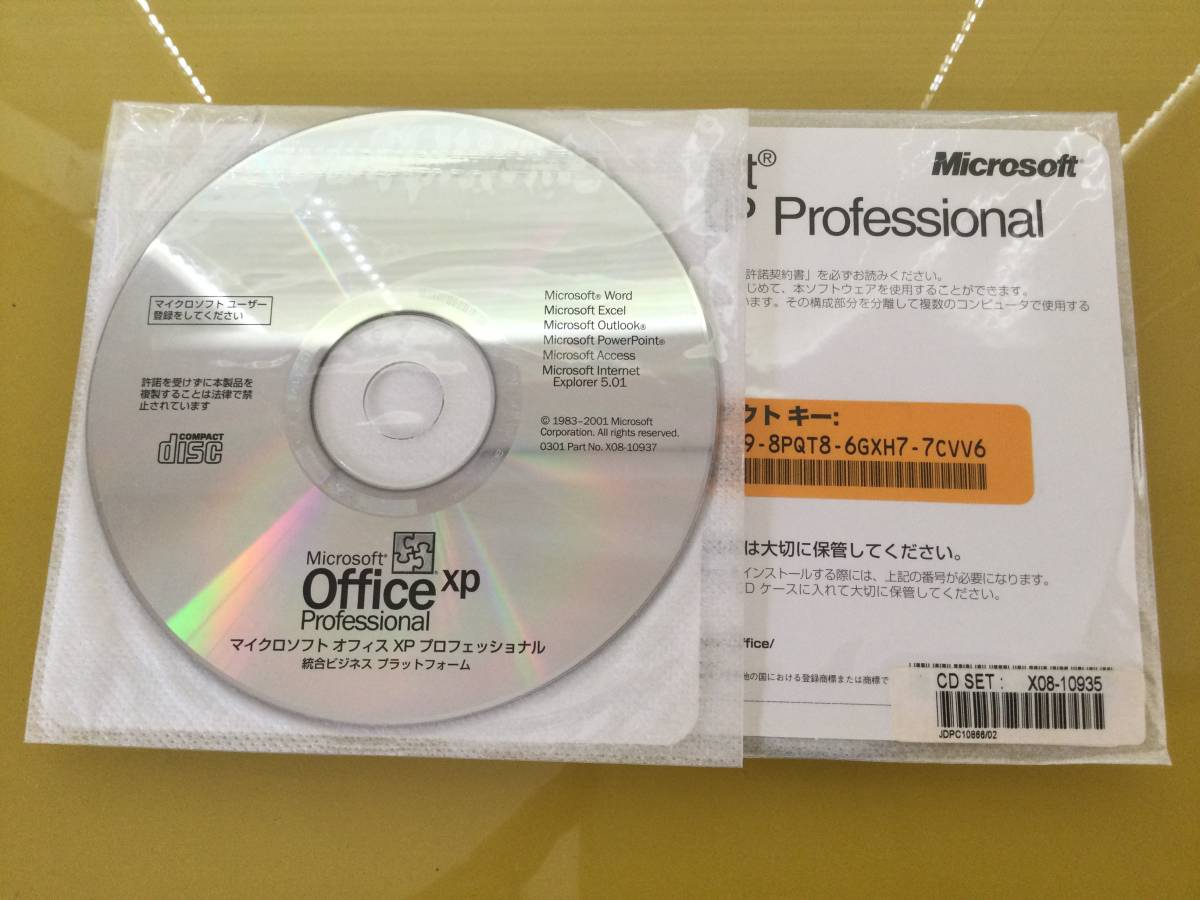 マイクロソフト ユーザー
登録をしてください
許諾を受けずに本製品を
複製することは法律で禁
止されています
COMPACT
disc
Microsoft® Word
Microsoft Excel
Microsoft Outlook®
Microsoft PowerPoint®
Microsoft Access
Microsoft Internet
Explorer 5.01
© 1983–2001 Microsoft
Corporation. All rights reserved.
0301 Part No. X08-10937
Microsoft®
Office xp
Professional
マイクロソフト オフィス XP プロフェッショナル
統合ビジネス プラットフォーム
t®
Microsoft
P Professional
許諾契約書」を必ずお読みください。
じめて、本ソフトウェアを使用することができます。
います。その構成部分を分離して複数のコンピュータで使用する
クト キー:
9-8PQT8-6GXH7-7CVV6
は大切に保管してください。
インストールする際には、上記の番号が必要になります。
D ケースに入れて大切に保管してください。
ffice/
他の国における登録商標または商標で
CD SET : X08-10935
JDPC10866/02